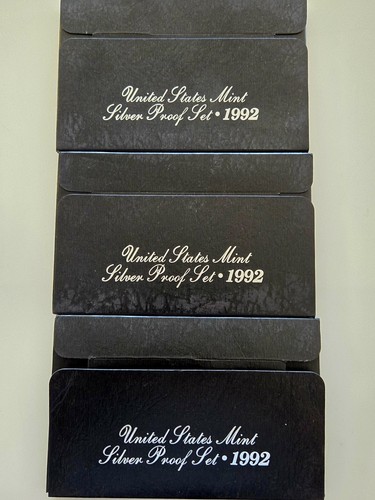 United States Mint
Silver Proof Set • 1992
United States Mint
Silver Proof Set • 1992
United States Mint
Silver Proof Set • 1992